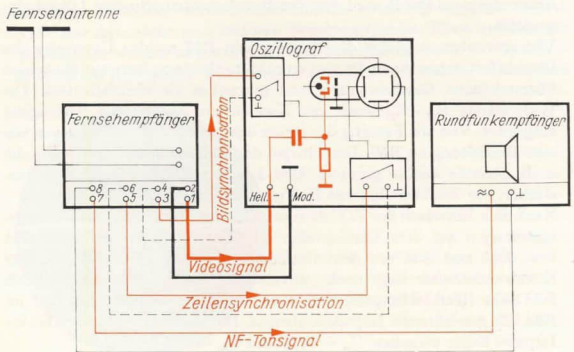 Fernsehantenne
Oszillograf
Fernsehempfänger
Rundfunkempfänger
8 6 4 2
7 5 3 1
Bildsynchronisation
⊥
⊥
Hell.- Mod.
≈ ⊥
Videosignal
Zeilensynchronisation
NF-Tonsignal